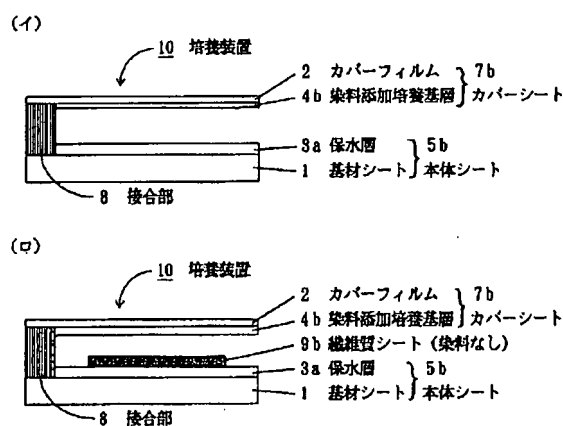 (イ)
10 培養装置
2 カバーフィルム 7b
4b 染料添加培養基層 カバーシート
3a 保水層 5b
1 基材シート 本体シート
8 接合部
(ロ)
10 培養装置
2 カバーフィルム 7b
4b 染料添加培養基層 カバーシート
9b 繊維質シート (染料なし)
3a 保水層 5b
1 基材シート 本体シート
8 接合部